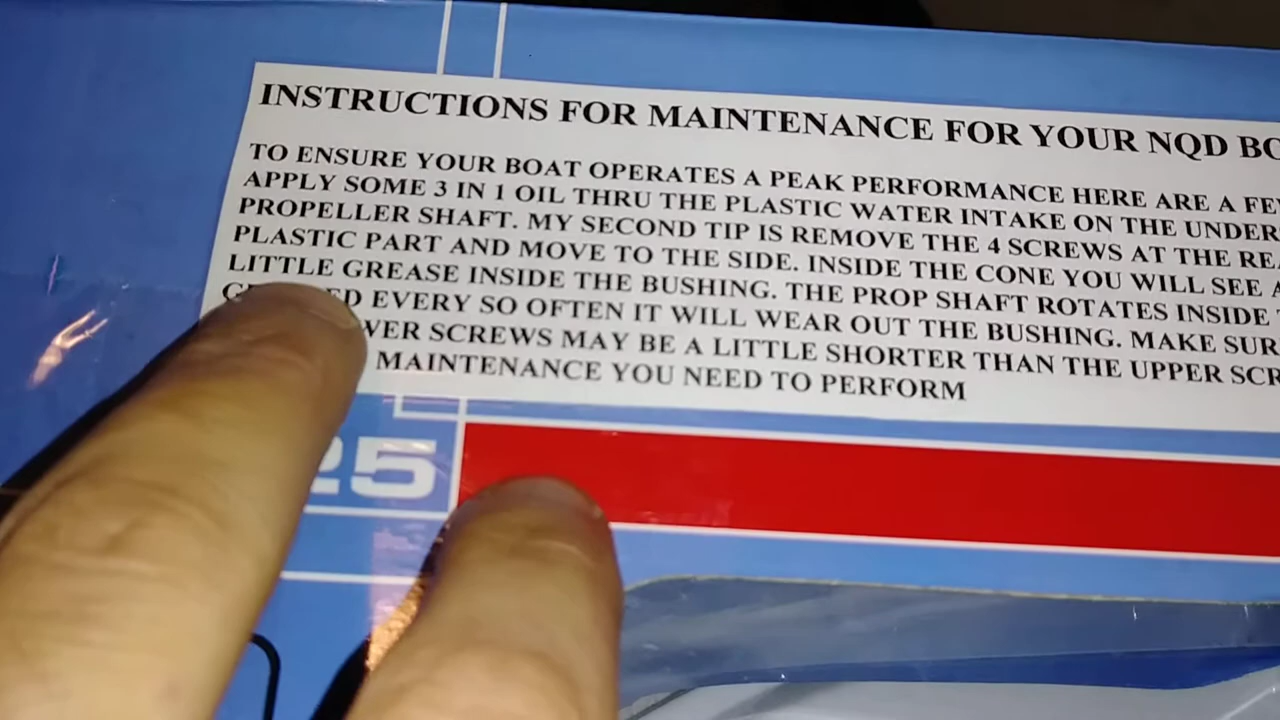 INSTRUCTIONS FOR MAINTENANCE FOR YOUR NQD
TO ENSURE YOUR BOAT OPERATES A PEAK PERFORMANCE HERE ARE A
APPLY SOME 3 IN 1 OIL THRU THE PLASTIC WATER INTAKE ON THE
PROPELLER SHAFT. MY SECOND TIP IS REMOVE THE 4 SCREWS AT THE
PLASTIC PART AND MOVE TO THE SIDE. INSIDE THE CONE YOU WILL SEE
LITTLE GREASE INSIDE THE BUSHING. THE PROP SHAFT ROTATES INSIDE
EVERY SO OFTEN IT WILL WEAR OUT THE BUSHING. MAKE
SCREWS MAY BE A LITTLE SHORTER THAN THE UPPER
MAINTENANCE YOU NEED TO PERFORM
25